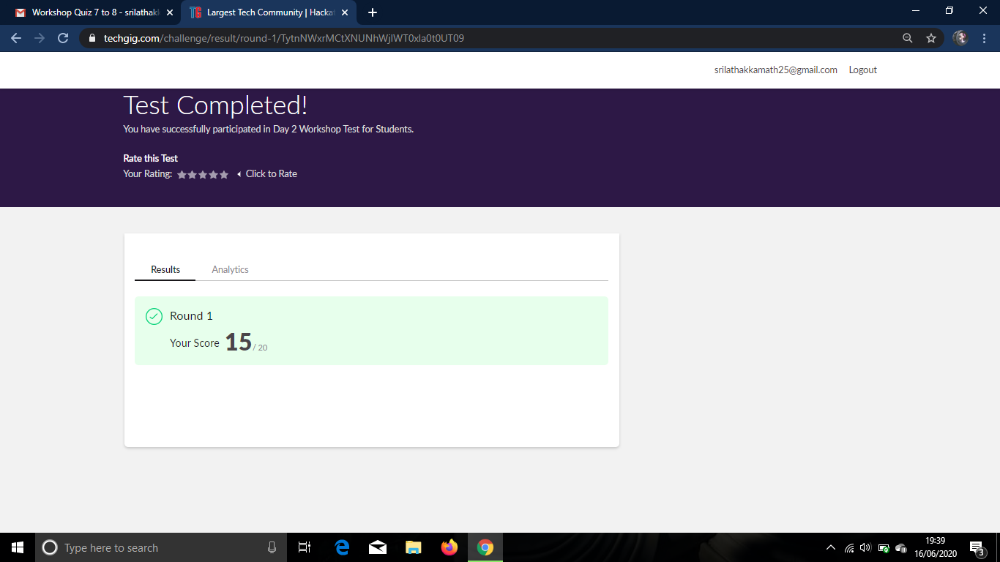 Workshop Quiz 7 to 8 - srilathakk
TG Largest Tech Community | Hackat
techgig.com/challenge/result/round-1/TytnNWxrMCtXNUNhWjlWT0xla0t0UT09
srilathakkamath25@gmail.com Logout
Test Completed!
You have successfully participated in Day 2 Workshop Test for Students.
Rate this Test
Your Rating: Click to Rate
Results Analytics
Round 1
Your Score 15 / 20
Type here to search
19:39
16/06/2020
3